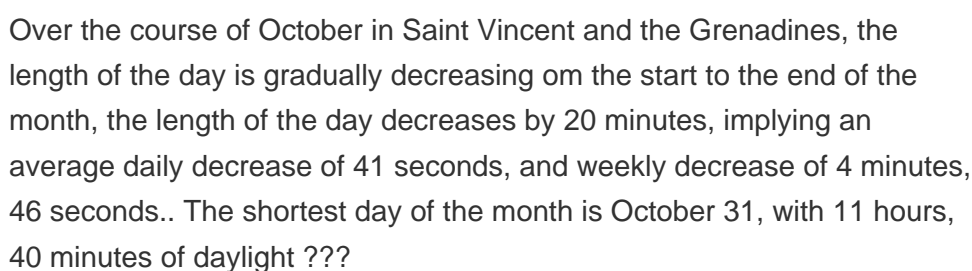 Over the course of October in Saint Vincent and the Grenadines, the
length of the day is gradually decreasing om the start to the end of the
month, the length of the day decreases by 20 minutes, implying an
average daily decrease of 41 seconds, and weekly decrease of 4 minutes,
46 seconds.. The shortest day of the month is October 31, with 11 hours,
40 minutes of daylight ???